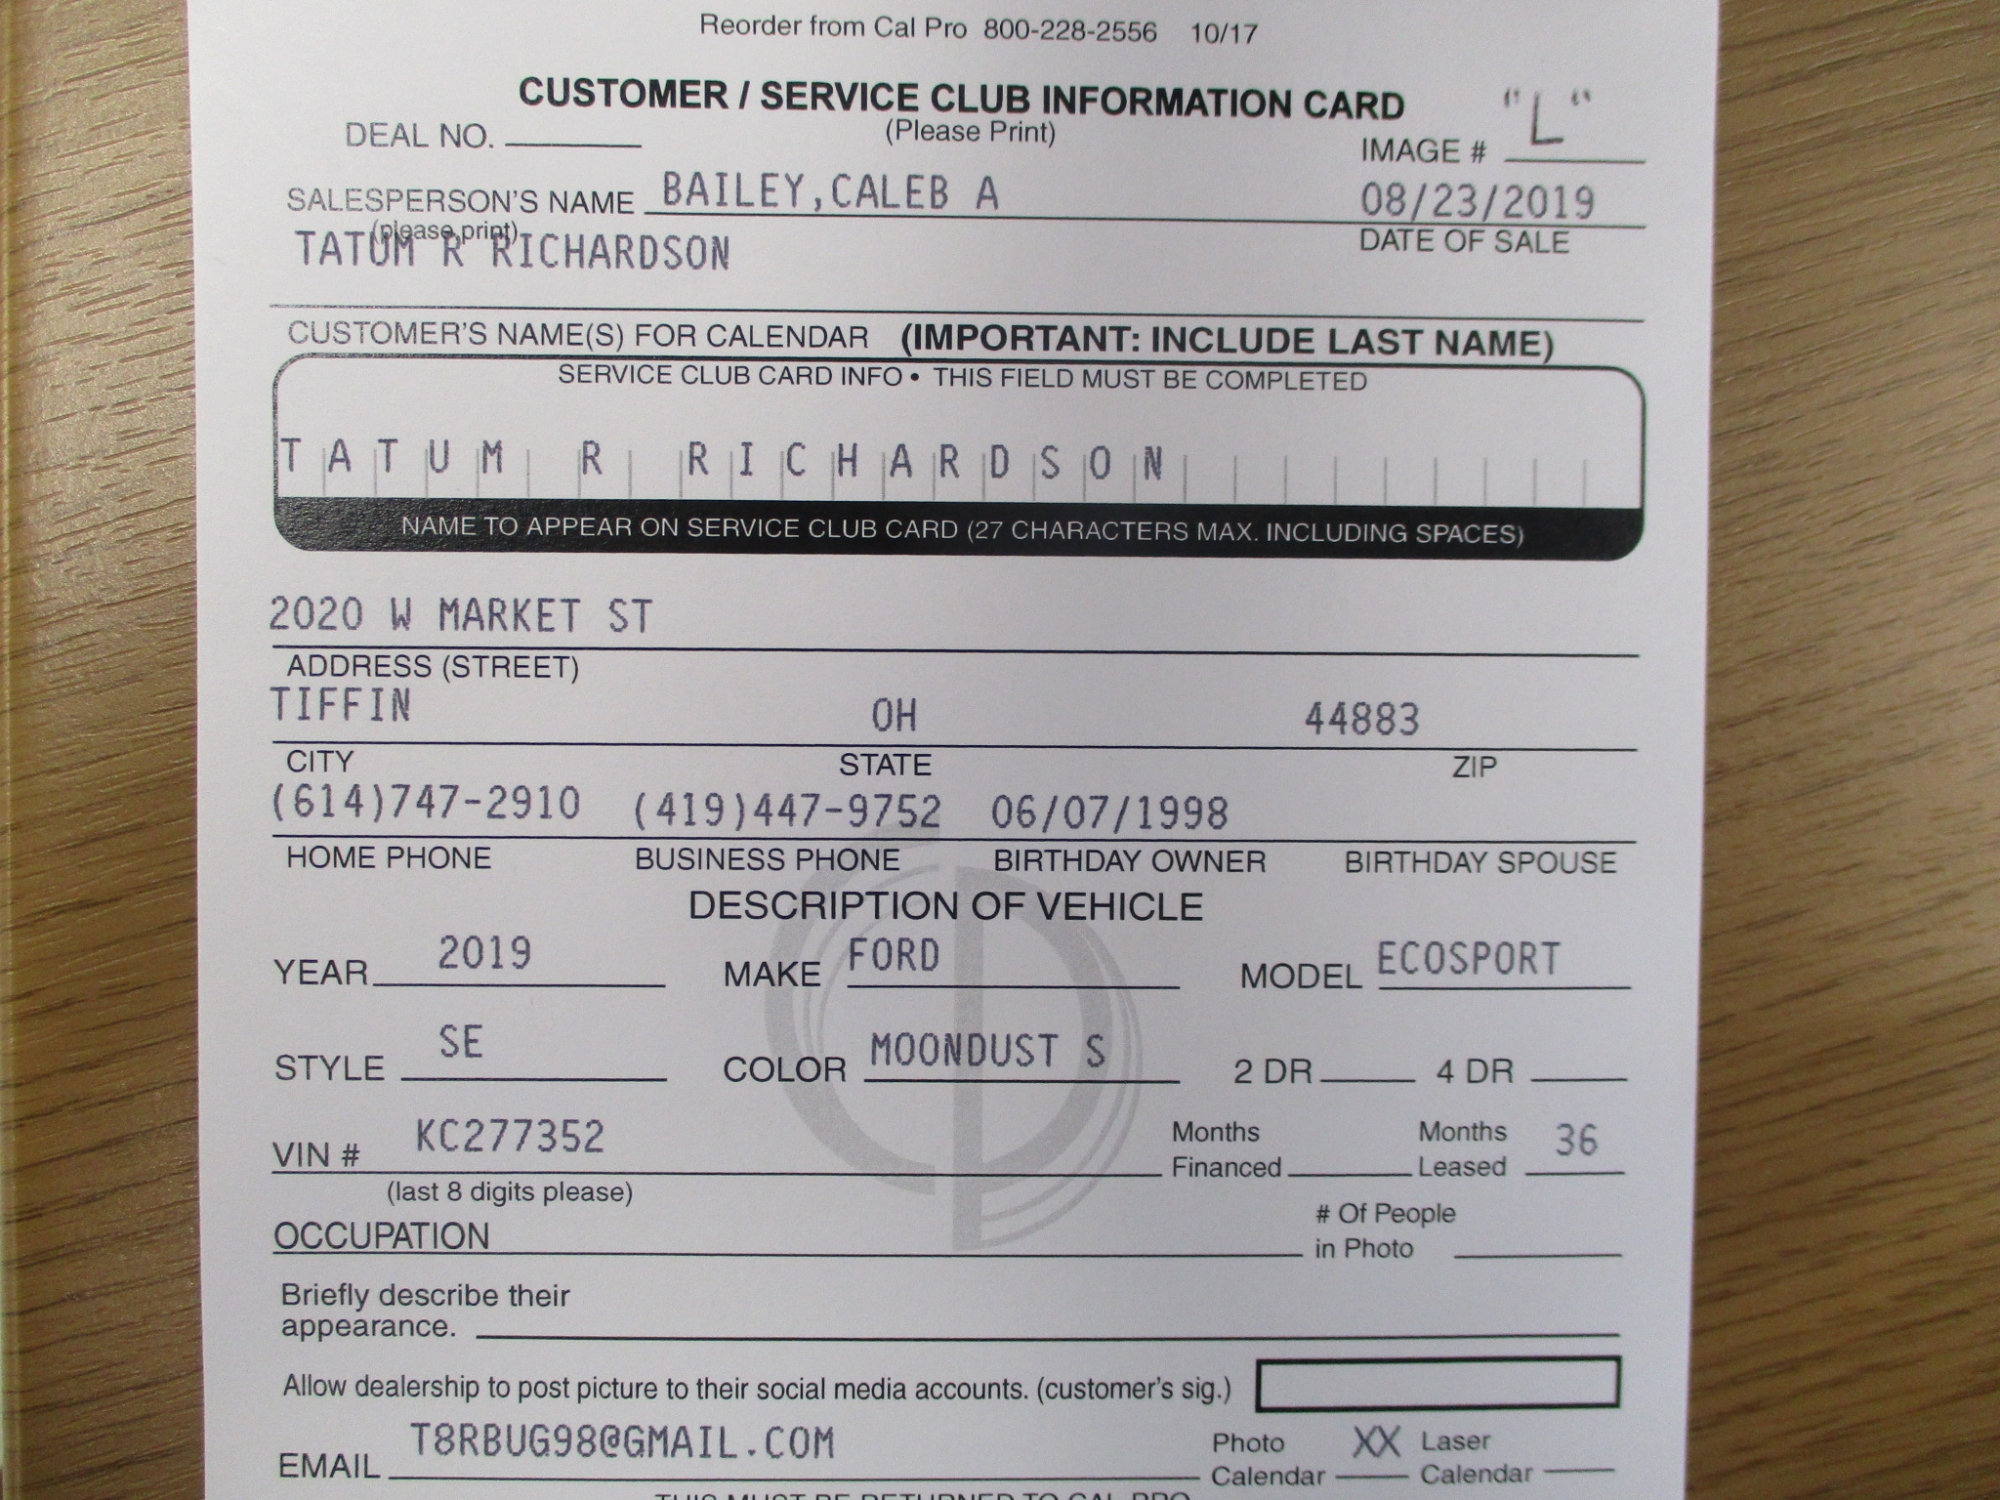 Reorder from Cal Pro 800-228-2556 10/17
CUSTOMER / SERVICE CLUB INFORMATION CARD
(Please Print)
"L"
DEAL NO.
IMAGE #
SALESPERSON'S NAME BAILEY,CALEB A 08/23/2019
(please print)
DATE OF SALE
TATUM R RICHARDSON
CUSTOMER'S NAME(S) FOR CALENDAR (IMPORTANT: INCLUDE LAST NAME)
SERVICE CLUB CARD INFO • THIS FIELD MUST BE COMPLETED
TATUM R RICHARDSON
NAME TO APPEAR ON SERVICE CLUB CARD (27 CHARACTERS MAX. INCLUDING SPACES)
2020 W MARKET ST
ADDRESS (STREET)
TIFFIN OH 44883
CITY STATE ZIP
(614)747-2910 (419)447-9752 06/07/1998
HOME PHONE BUSINESS PHONE BIRTHDAY OWNER BIRTHDAY SPOUSE
DESCRIPTION OF VEHICLE
YEAR 2019 MAKE FORD MODEL ECOSPORT
STYLE SE COLOR MOONDUST S 2 DR 4 DR
VIN # KC277352 Months Financed Months Leased 36
(last 8 digits please)
OCCUPATION # Of People in Photo
Briefly describe their
appearance.
Allow dealership to post picture to their social media accounts. (customer's sig.)
EMAIL T8RBUG98@GMAIL.COM Photo Calendar XX Laser Calendar
THIS MUST BE RETURNED TO CAL PRO